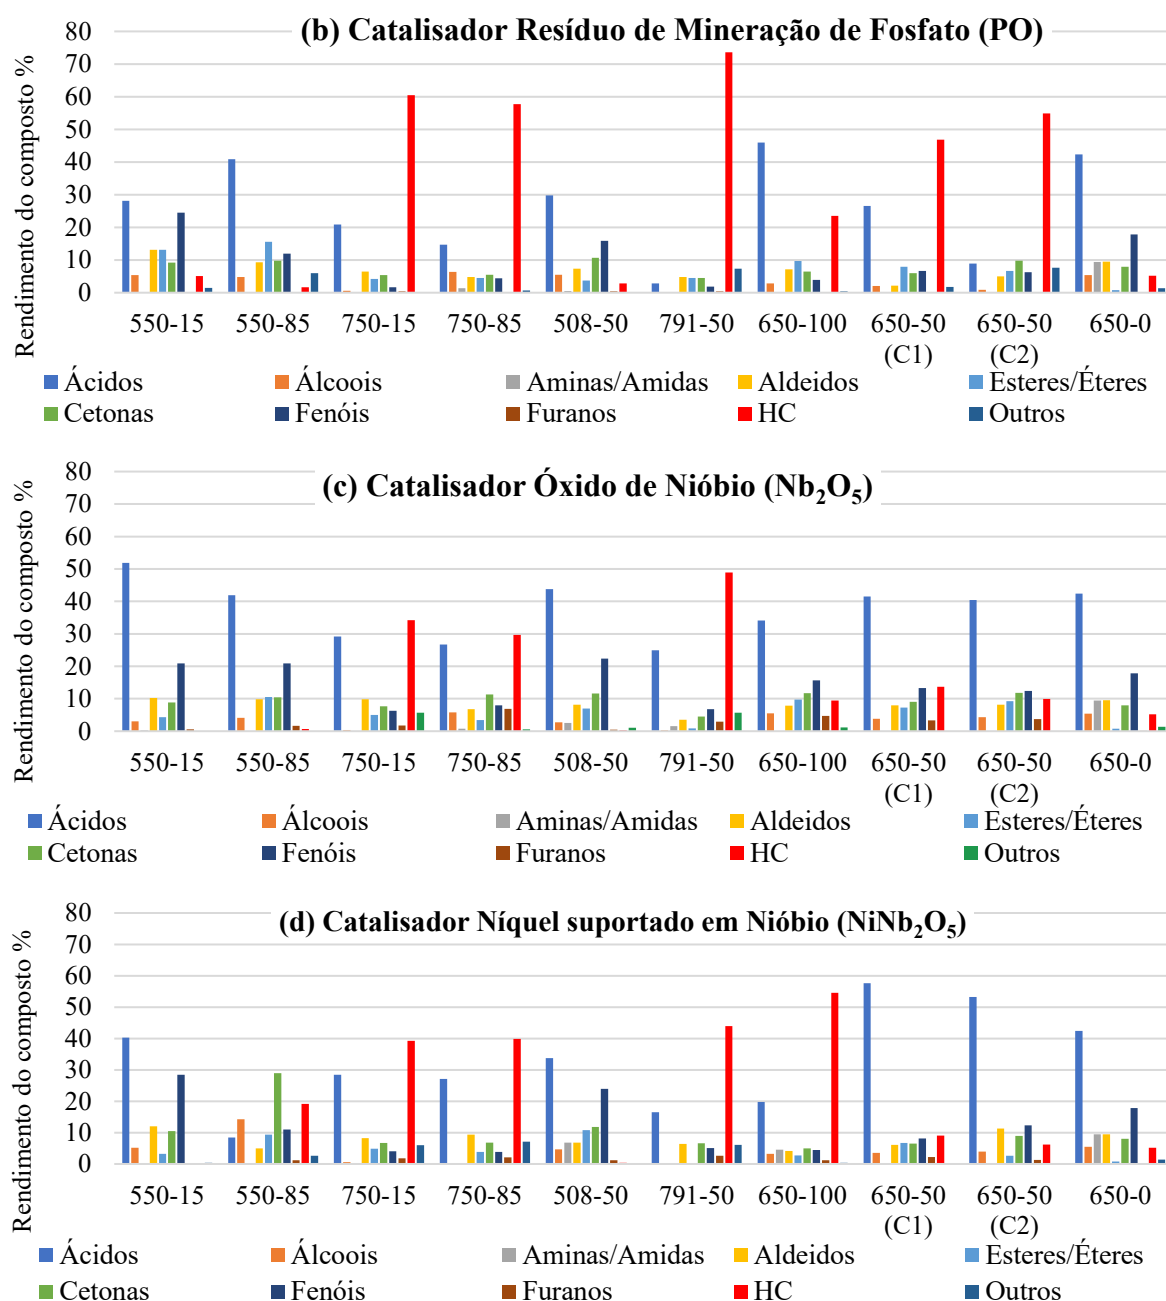 (b) Catalisador Resíduo de Mineração de Fosfato (PO)
Rendimento do composto %
80
70
60
50
40
30
20
10
0
550-15 550-85 750-15 750-85 508-50 791-50 650-100 650-50 (C1) 650-50 (C2) 650-0
Ácidos Álcoois Aminas/Amidas Aldeidos Esteres/Éteres
Cetonas Fenóis Furanos HC Outros
(c) Catalisador Óxido de Nióbio (Nb₂O₅)
Rendimento do composto %
80
70
60
50
40
30
20
10
0
550-15 550-85 750-15 750-85 508-50 791-50 650-100 650-50 (C1) 650-50 (C2) 650-0
Ácidos Álcoois Aminas/Amidas Aldeidos Esteres/Éteres
Cetonas Fenóis Furanos HC Outros
(d) Catalisador Níquel suportado em Nióbio (NiNb₂O₅)
Rendimento do composto %
80
70
60
50
40
30
20
10
0
550-15 550-85 750-15 750-85 508-50 791-50 650-100 650-50 (C1) 650-50 (C2) 650-0
Ácidos Álcoois Aminas/Amidas Aldeidos Esteres/Éteres
Cetonas Fenóis Furanos HC Outros